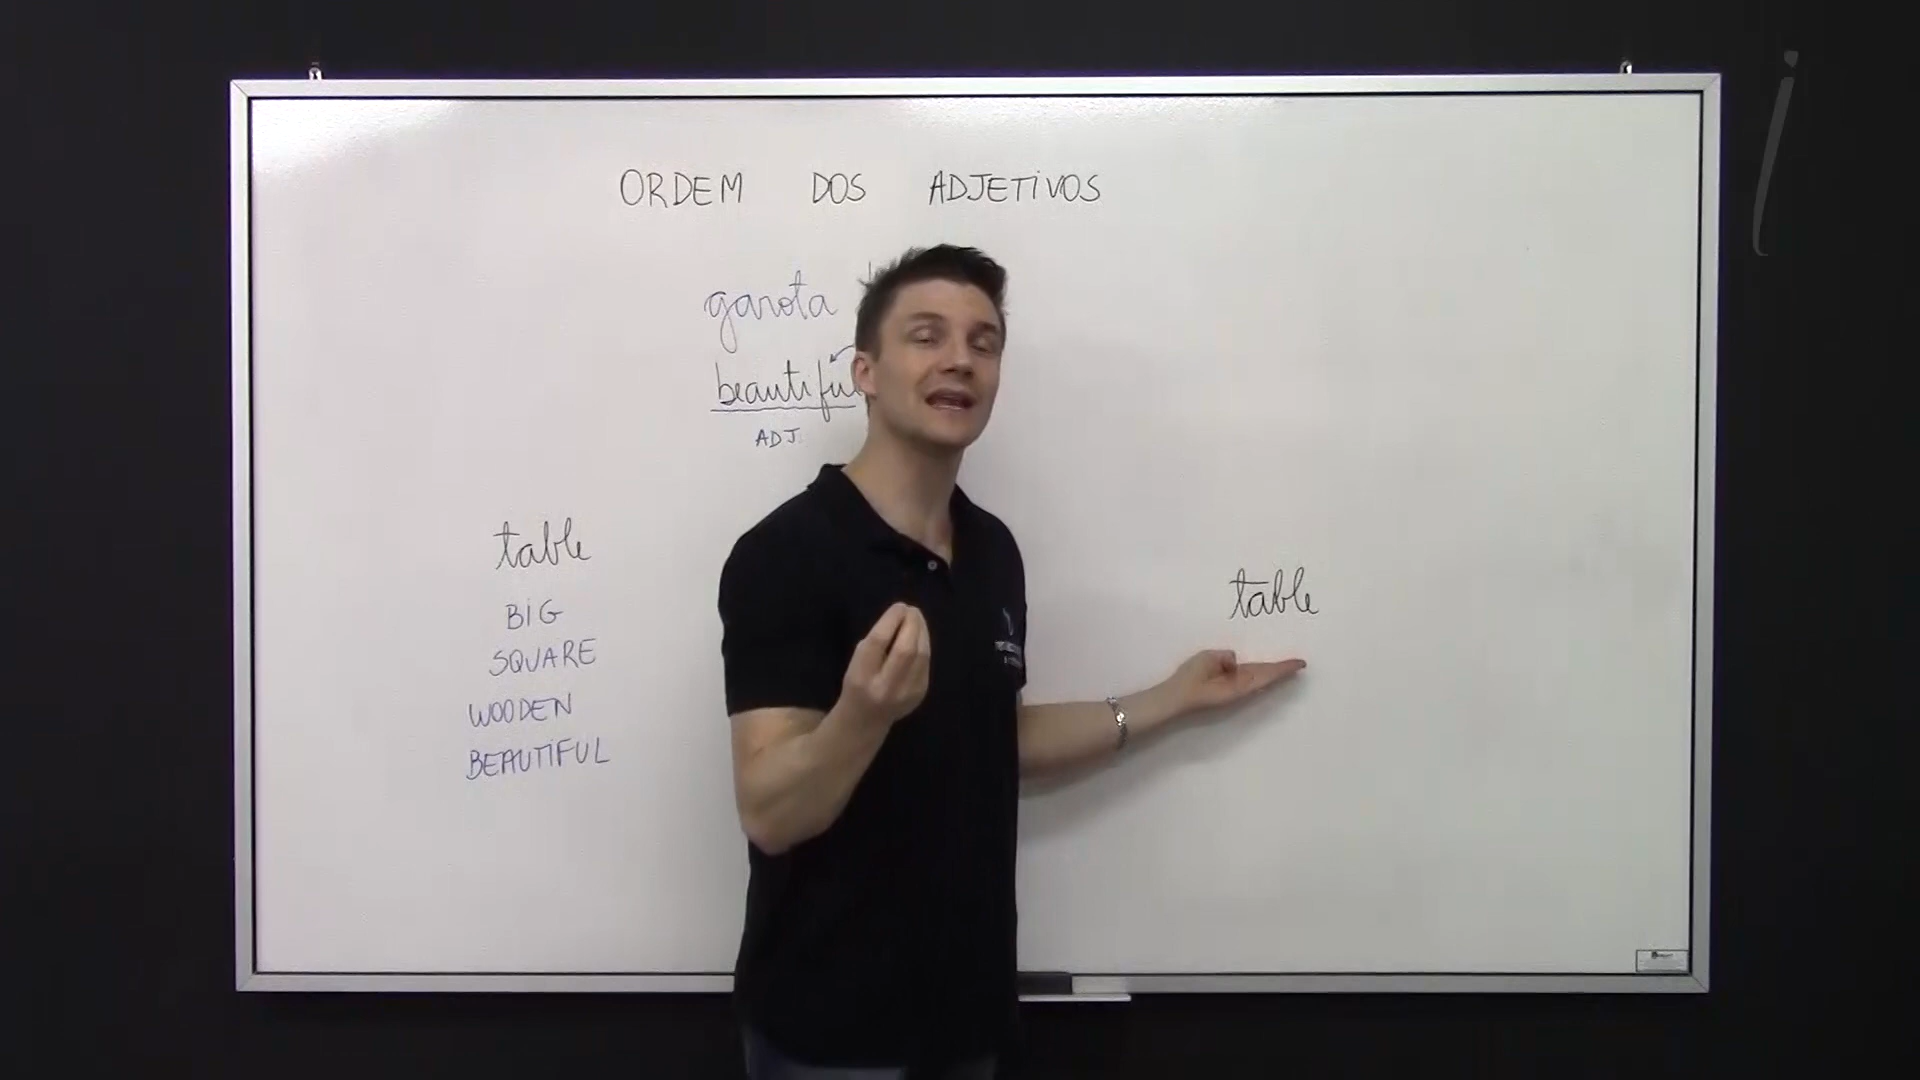 ORDEM DOS ADJETIVOS
garota
beautiful
ADJ.
table
BIG
SQUARE
WOODEN
BEAUTIFUL
table
i